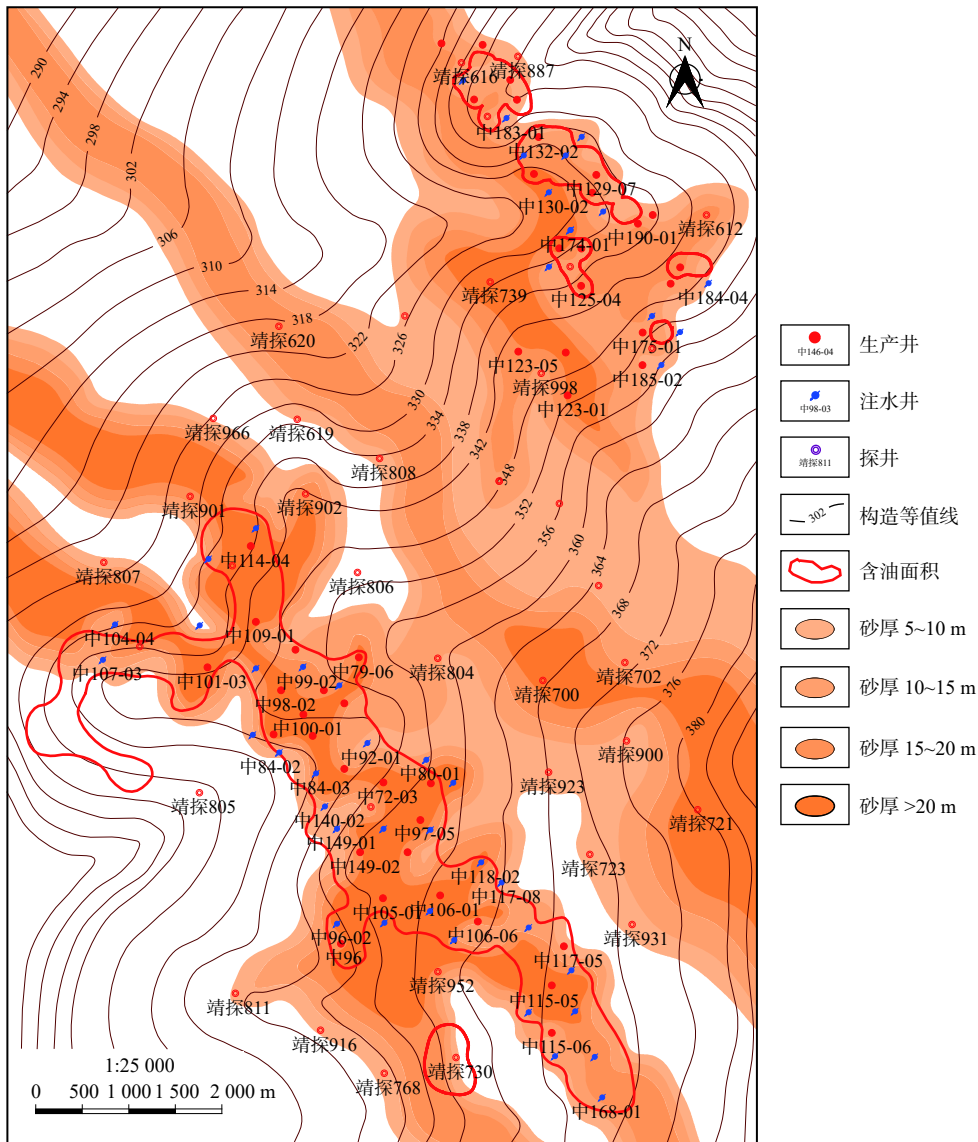 N
290
294
298
302
306
310
314
318
322
326
330
334
338
342
348
352
356
360
364
368
372
376
380
靖探616
靖探887
中183-01
中132-02
中129-07
中130-02
中190-01
靖探612
中174-01
靖探739
中125-04
中184-04
靖探620
中175-01
中123-05
靖探998
中185-02
中123-01
靖探966
靖探619
靖探808
靖探901
靖探902
靖探807
中114-04
靖探806
中104-04
中109-01
中107-03
中101-03
中99-02
中79-06
靖探804
靖探702
靖探700
中98-02
中100-01
中84-02
中92-01
靖探900
中84-03
中80-01
靖探923
靖探805
中72-03
靖探721
中140-02
中149-01
中97-05
中149-02
中118-02
靖探723
中117-08
中105-01
中106-01
中96-02
中106-06
靖探931
中96
中117-05
靖探952
靖探811
中115-05
靖探916
中115-06
靖探730
靖探768
中168-01
1:25 000
0 500 1 000 1 500 2 000 m
中146-04 生产井
中98-03 注水井
靖探811 探井
302 构造等值线
含油面积
砂厚 5~10 m
砂厚 10~15 m
砂厚 15~20 m
砂厚 >20 m